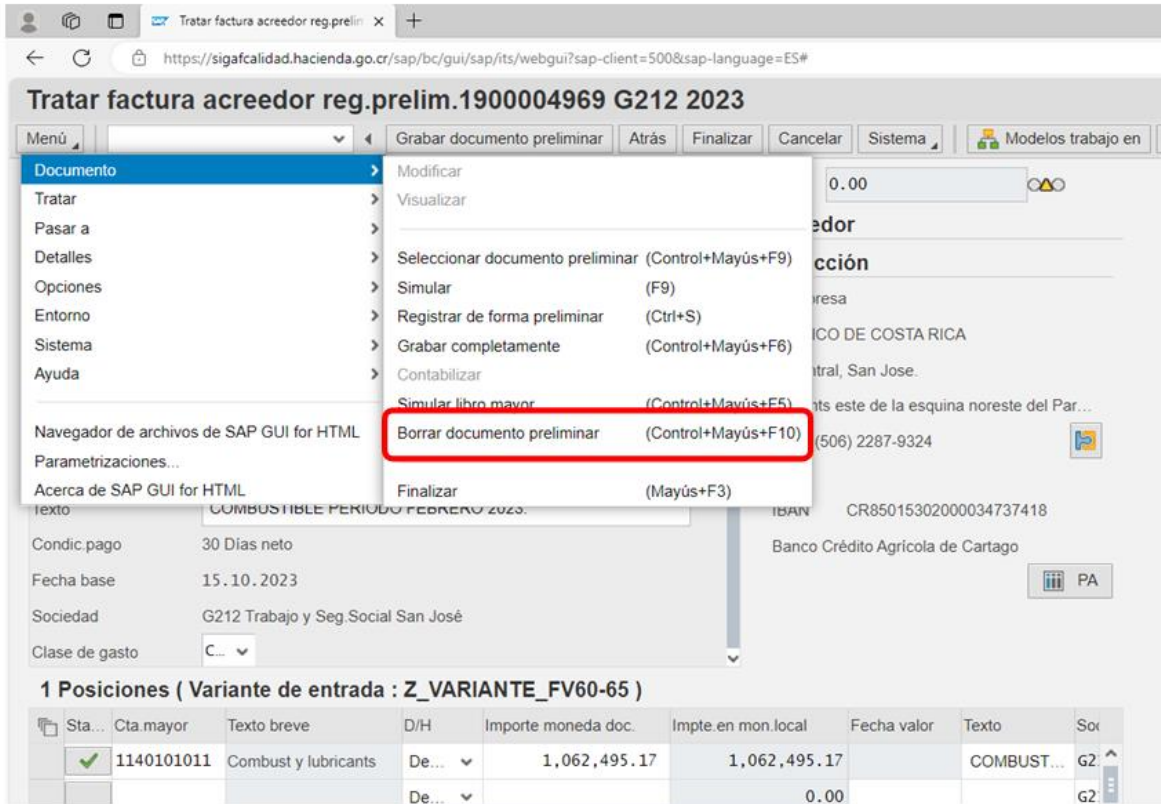 Tratar factura acreedor reg.prelin
https://sigafcalidad.hacienda.go.cr/sap/bc/gui/sap/its/webgui?sap-client=500&sap-language=ES#
Tratar factura acreedor reg.prelim.1900004969 G212 2023
Menú Grabar documento preliminar Atrás Finalizar Cancelar Sistema Modelos trabajo en
Documento
Tratar
Pasar a
Detalles
Opciones
Entorno
Sistema
Ayuda
Navegador de archivos de SAP GUI for HTML
Parametrizaciones...
Acerca de SAP GUI for HTML
Modificar
Visualizar
Seleccionar documento preliminar (Control+Mayús+F9)
Simular (F9)
Registrar de forma preliminar (Ctrl+S)
Grabar completamente (Control+Mayús+F6)
Contabilizar
Simular libro mayor (Control+Mayús+F5)
Borrar documento preliminar (Control+Mayús+F10)
Finalizar (Mayús+F3)
0.00
edor
cción
resa
ICO DE COSTA RICA
ntral, San Jose.
nts este de la esquina noreste del Par...
(506) 2287-9324
IBAN CR85015302000034737418
Banco Crédito Agrícola de Cartago
PA
Texto COMBUSTIBLE PERIODO FEBRERO 2023.
Condic.pago 30 Días neto
Fecha base 15.10.2023
Sociedad G212 Trabajo y Seg.Social San José
Clase de gasto C...
1 Posiciones ( Variante de entrada : Z_VARIANTE_FV60-65 )
Sta... Cta.mayor Texto breve D/H Importe moneda doc. Impte.en mon.local Fecha valor Texto Soc
1140101011 Combust y lubricants De... 1,062,495.17 1,062,495.17 COMBUST... G2
De... 0.00 G2